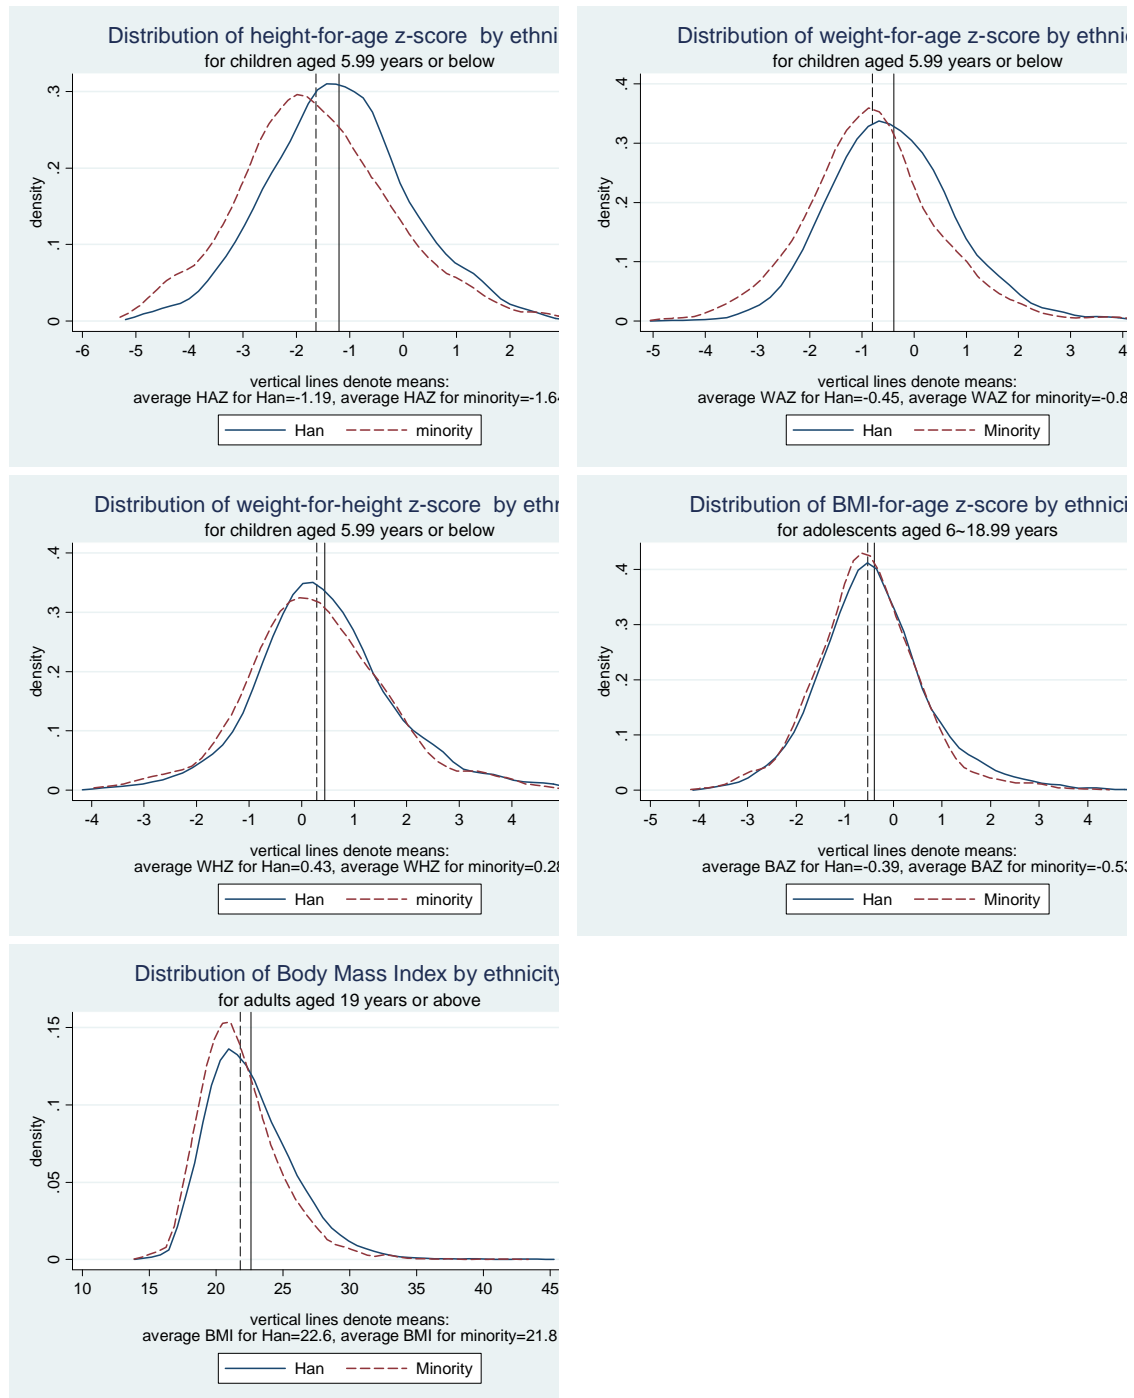 Distribution of height-for-age z-score by ethni
for children aged 5.99 years or below
density
0 .1 .2 .3
-6 -5 -4 -3 -2 -1 0 1 2
vertical lines denote means:
average HAZ for Han=-1.19, average HAZ for minority=-1.64
Han minority
Distribution of weight-for-age z-score by ethnic
for children aged 5.99 years or below
density
0 .1 .2 .3 .4
-5 -4 -3 -2 -1 0 1 2 3 4
vertical lines denote means:
average WAZ for Han=-0.45, average WAZ for minority=-0.8
Han Minority
Distribution of weight-for-height z-score by ethn
for children aged 5.99 years or below
density
0 .1 .2 .3 .4
-4 -3 -2 -1 0 1 2 3 4
vertical lines denote means:
average WHZ for Han=0.43, average WHZ for minority=0.28
Han minority
Distribution of BMI-for-age z-score by ethnici
for adolescents aged 6~18.99 years
density
0 .1 .2 .3 .4
-5 -4 -3 -2 -1 0 1 2 3 4
vertical lines denote means:
average BAZ for Han=-0.39, average BAZ for minority=-0.53
Han Minority
Distribution of Body Mass Index by ethnicity
for adults aged 19 years or above
density
0 .05 .1 .15
10 15 20 25 30 35 40 45
vertical lines denote means:
average BMI for Han=22.6, average BMI for minority=21.8
Han Minority